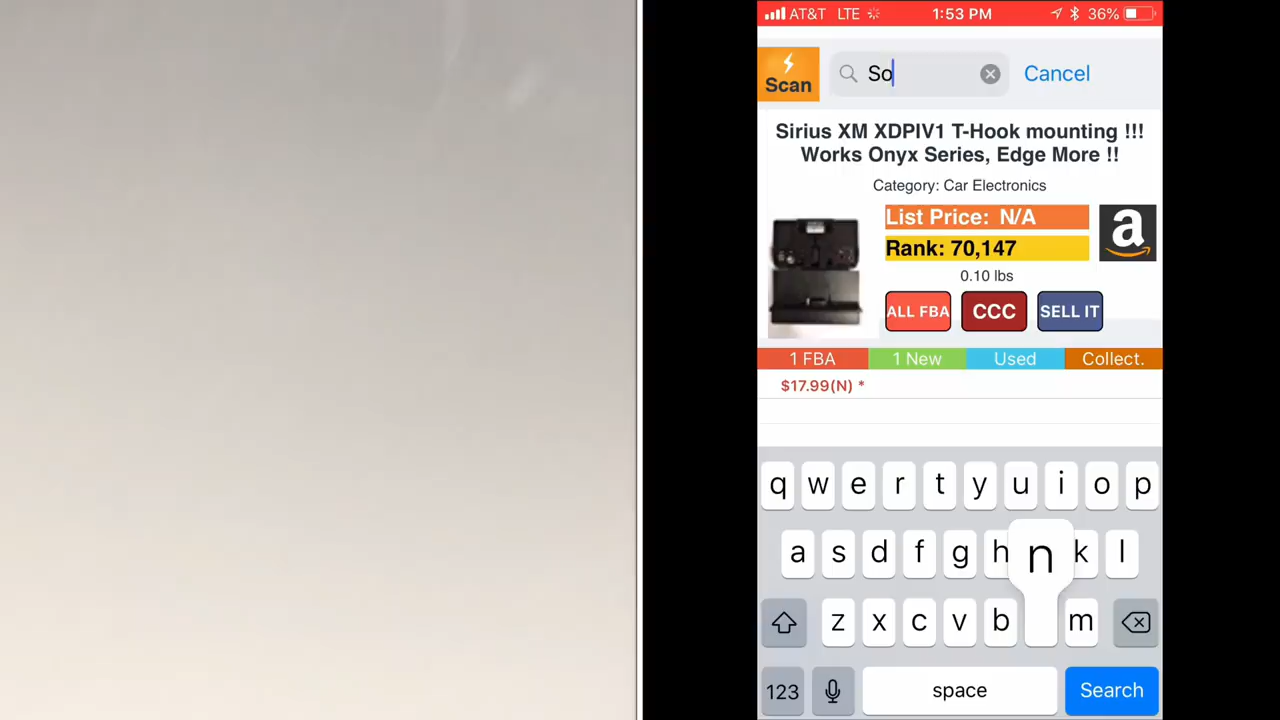 AT&T LTE 1:53 PM 36%
Scan
So
Cancel
Sirius XM XDPIV1 T-Hook mounting !!!
Works Onyx Series, Edge More !!
Category: Car Electronics
List Price: N/A
a
Rank: 70,147
0.10 lbs
ALL FBA CCC SELL IT
1 FBA 1 New Used Collect.
$17.99(N) *
q w e r t y u i o p
a s d f g h n k l
z x c v b m
123 space Search